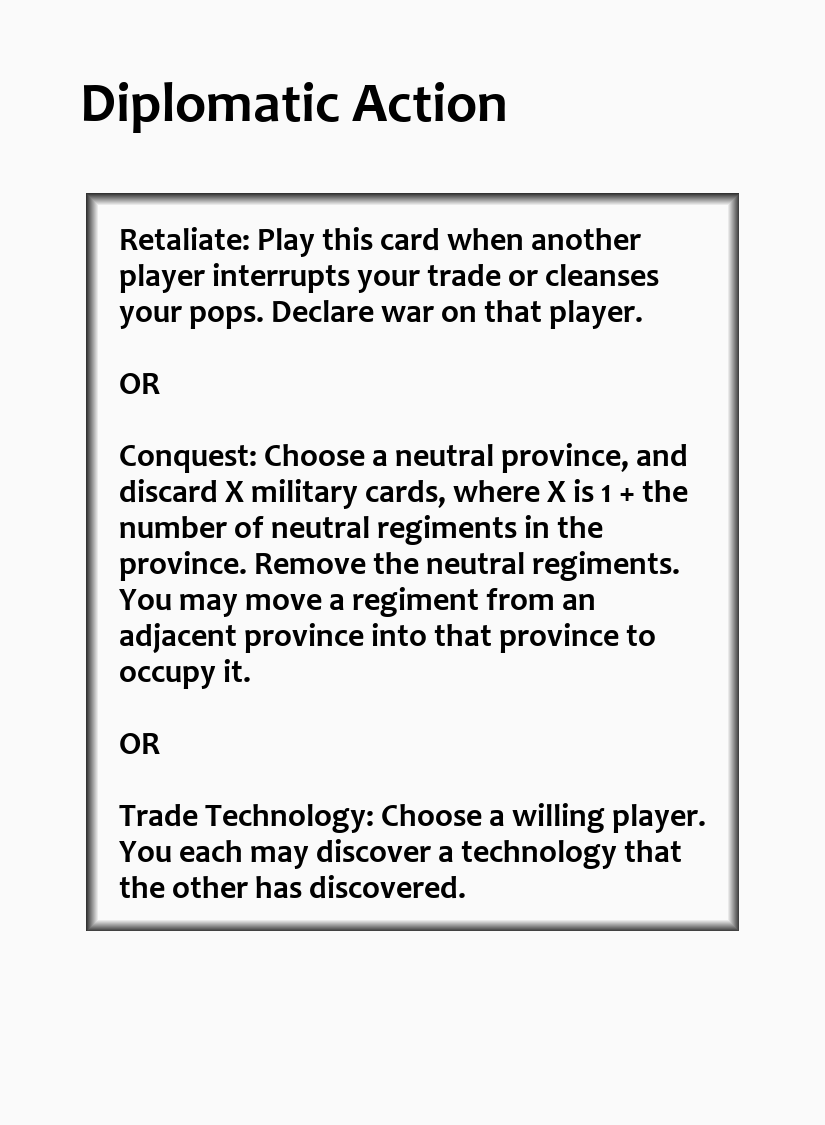 Diplomatic Action
Retaliate: Play this card when another
player interrupts your trade or cleanses
your pops. Declare war on that player.
OR
Conquest: Choose a neutral province, and
discard X military cards, where X is 1 + the
number of neutral regiments in the
province. Remove the neutral regiments.
You may move a regiment from an
adjacent province into that province to
occupy it.
OR
Trade Technology: Choose a willing player.
You each may discover a technology that
the other has discovered.